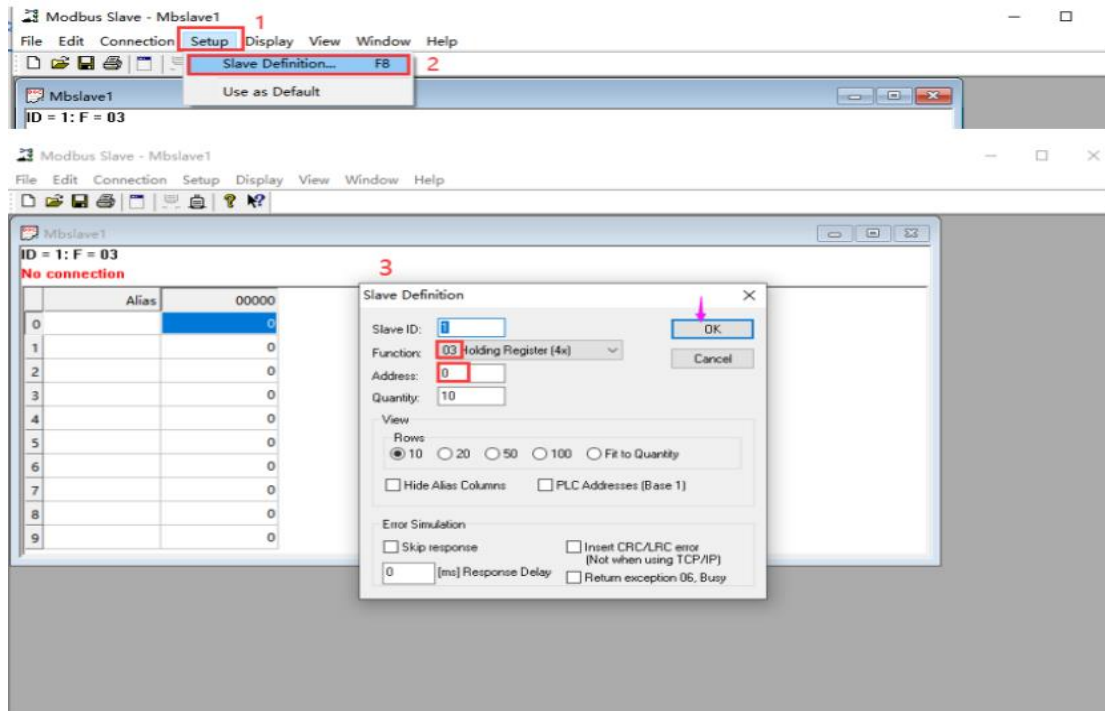 Modbus Slave - Mbslave1
1
File Edit Connection Setup Display View Window Help
Slave Definition... F8
2
Use as Default
Mbslave1
ID = 1: F = 03
Modbus Slave - Mbslave1
File Edit Connection Setup Display View Window Help
Mbslave1
ID = 1: F = 03
No connection
3
Alias 00000
0 0
1 0
2 0
3 0
4 0
5 0
6 0
7 0
8 0
9 0
Slave Definition
Slave ID: 1
OK
Function: 03 Holding Register (4x)
Cancel
Address: 0
Quantity: 10
View
Rows
10 20 50 100 Fit to Quantity
Hide Alias Columns PLC Addresses (Base 1)
Error Simulation
Skip response
Insert CRC/LRC error
(Not when using TCP/IP)
0 [ms] Response Delay
Return exception 06, Busy